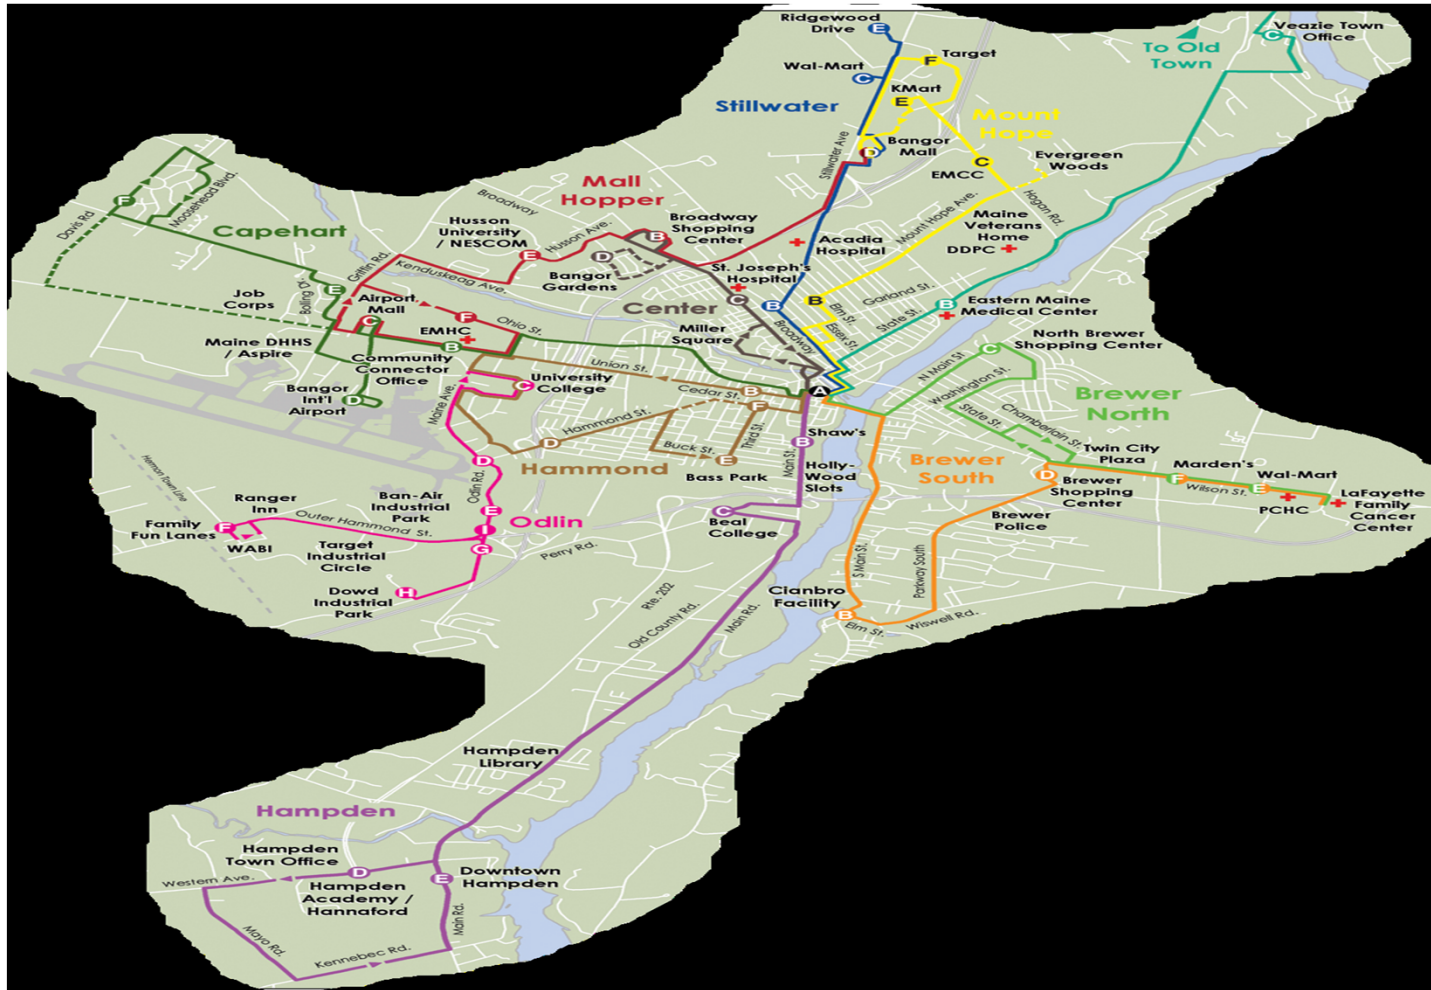 Ridgewood
Drive
E
Target
F
Wal-Mart
C
KMart
E
Stillwater
Stillwater Ave
Mount
Hope
D
Bangor
Mall
C
EMCC
Evergreen
Woods
To Old
Town
C
Veazie Town
Office
Hogan Rd.
Mount Hope Ave.
Maine
Veterans
Home
DDPC
Mall
Hopper
Broadway
Husson
University
/ NESCOM
Husson Ave.
E
B
Broadway
Shopping
Center
D
Bangor
Gardens
Acadia
Hospital
St. Joseph's
Hospital
C
Center
Miller
Square
Broadway
B
B
Elm St.
Essex St.
Garland St.
State St.
B
Eastern Maine
Medical Center
F
Moosehead Blvd.
Davis Rd
Capehart
Griffin Rd.
Kenduskeag Ave.
Job
Corps
E
Airport
Mall
C
F
Ohio St.
EMHC
B
Maine DHHS
/ Aspire
Community
Connector
Office
Bangor
Int'l
Airport
D
Union St.
University
College
C
Maine Ave.
B
Cedar St.
F
A
Hammond St.
D
Buck St.
Third St.
E
Hammond
Bass Park
Main St.
B
Shaw's
Holly-
Wood
Slots
C
Beal
College
North Brewer
Shopping Center
C
N Main St.
Washington St.
State St.
Chamberlain St.
Brewer
North
Twin City
Plaza
Marden's
Wal-Mart
F
Wilson St.
E
PCHC
LaFayette
Family
Cancer
Center
Brewer
South
D
Brewer
Shopping
Center
Brewer
Police
S Main St.
Parkway South
Cianbro
Facility
B
Elm St.
Wiswell Rd.
Hermon Town Line
D
Odlin Rd.
E
I
G
Odlin
Ban-Air
Industrial
Park
Ranger
Inn
Family
Fun Lanes
F
WABI
Outer Hammond St.
Target
Industrial
Circle
Dowd
Industrial
Park
H
Perry Rd.
Rte. 202
Old County Rd.
Main Rd.
Hampden
Library
Hampden
Hampden
Town Office
D
Western Ave.
Hampden
Academy /
Hannaford
E
Downtown
Hampden
Main Rd.
Mayo Rd.
Kennebec Rd.